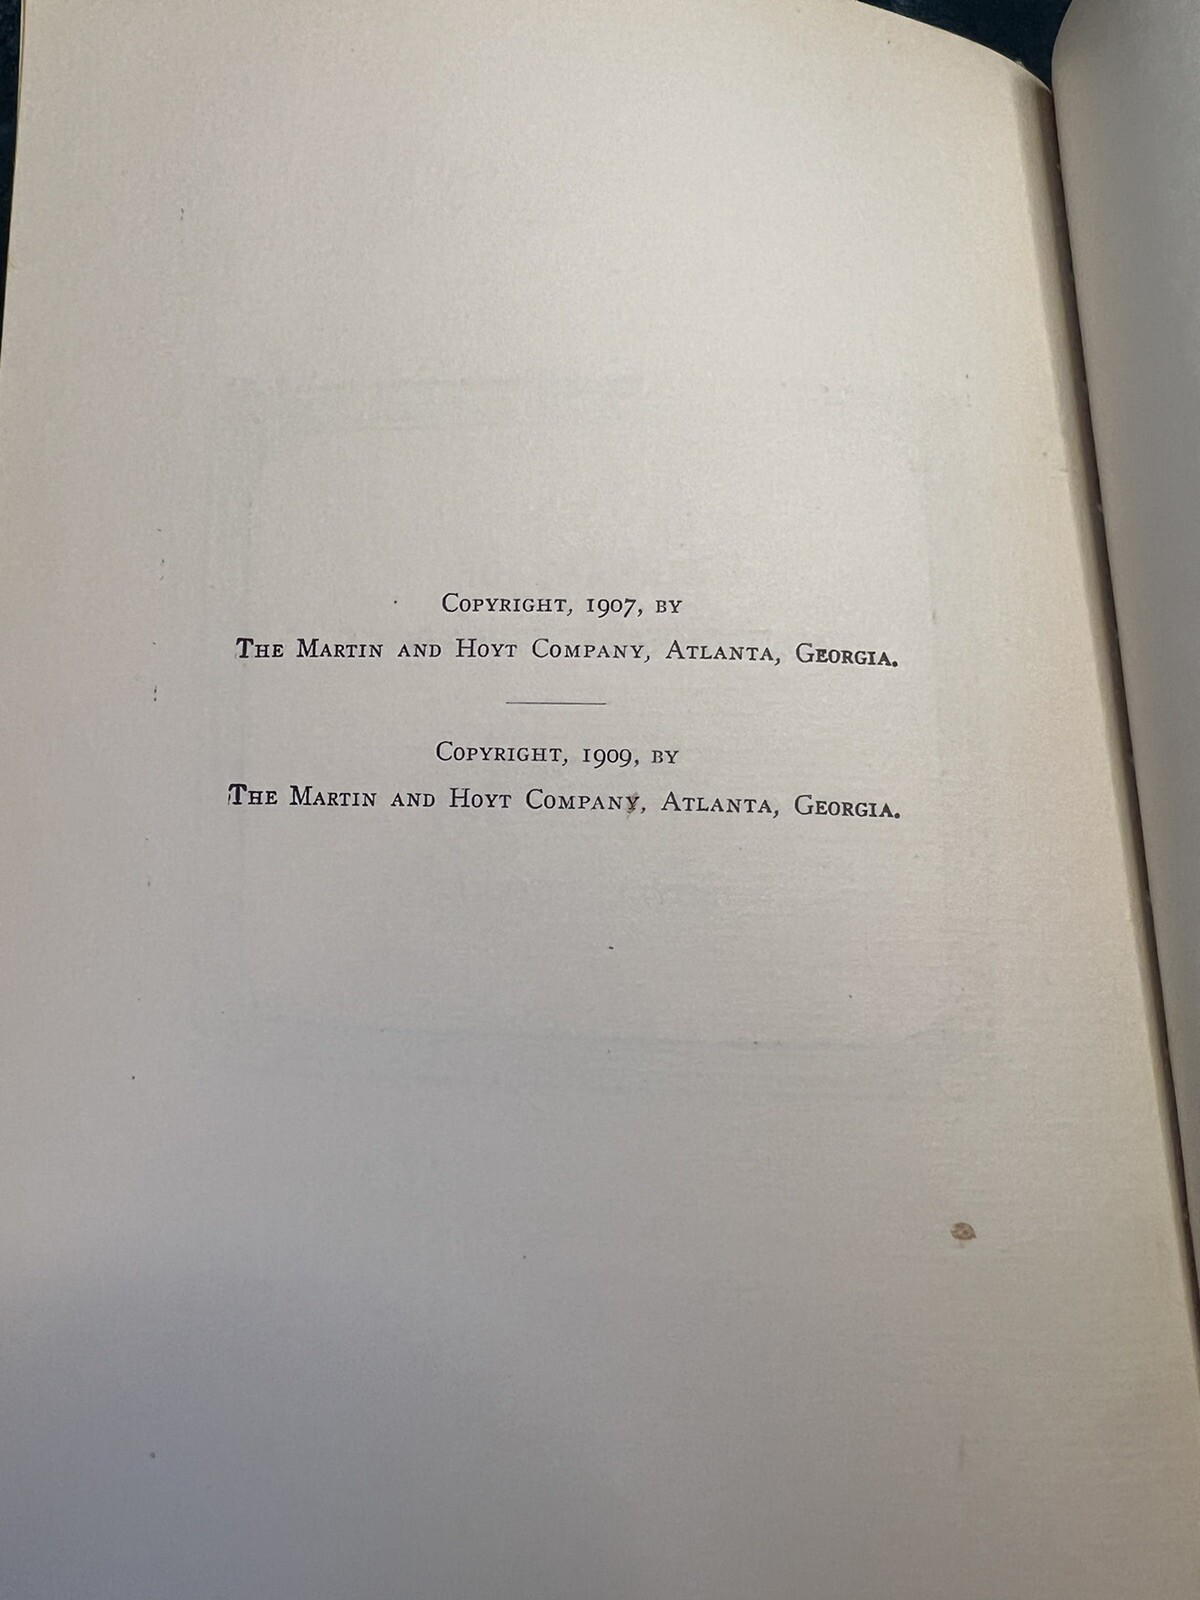 Copyright, 1907, by
The Martin and Hoyt Company, Atlanta, Georgia.
Copyright, 1909, by
The Martin and Hoyt Company, Atlanta, Georgia.